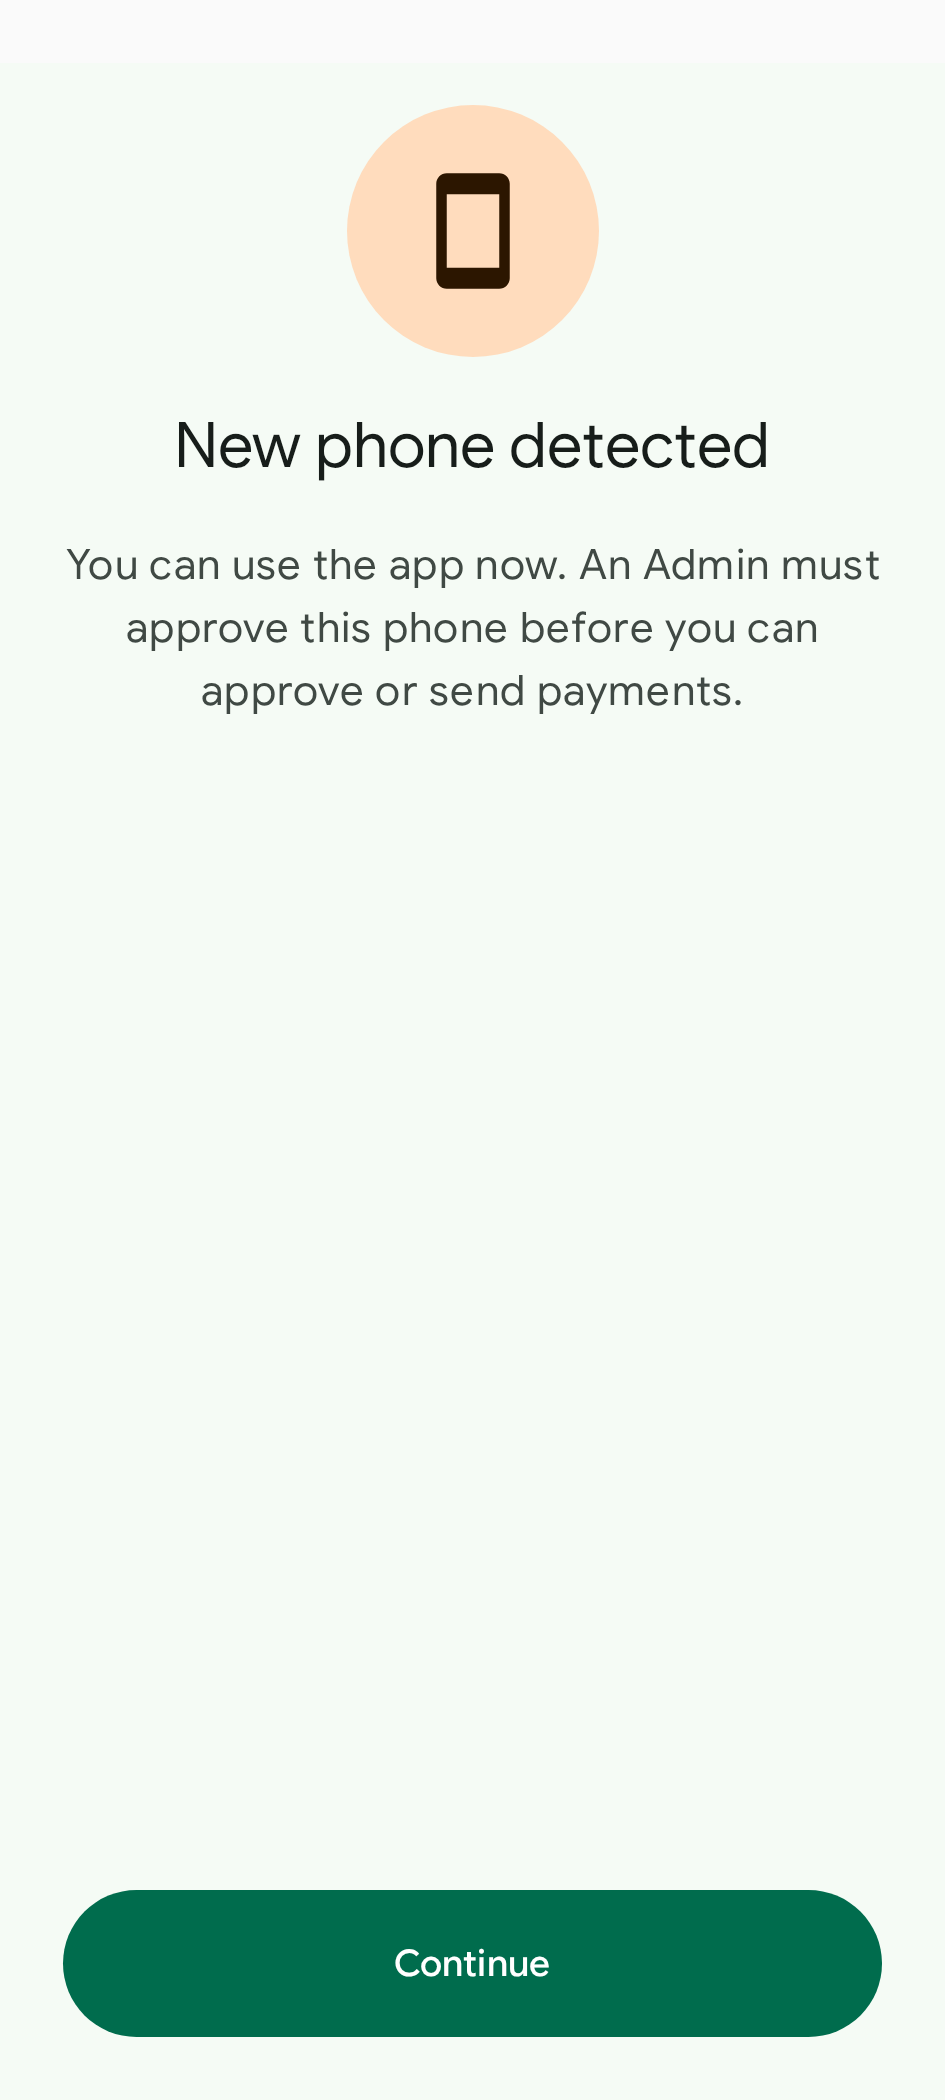 New phone detected
You can use the app now. An Admin must
approve this phone before you can
approve or send payments.
Continue